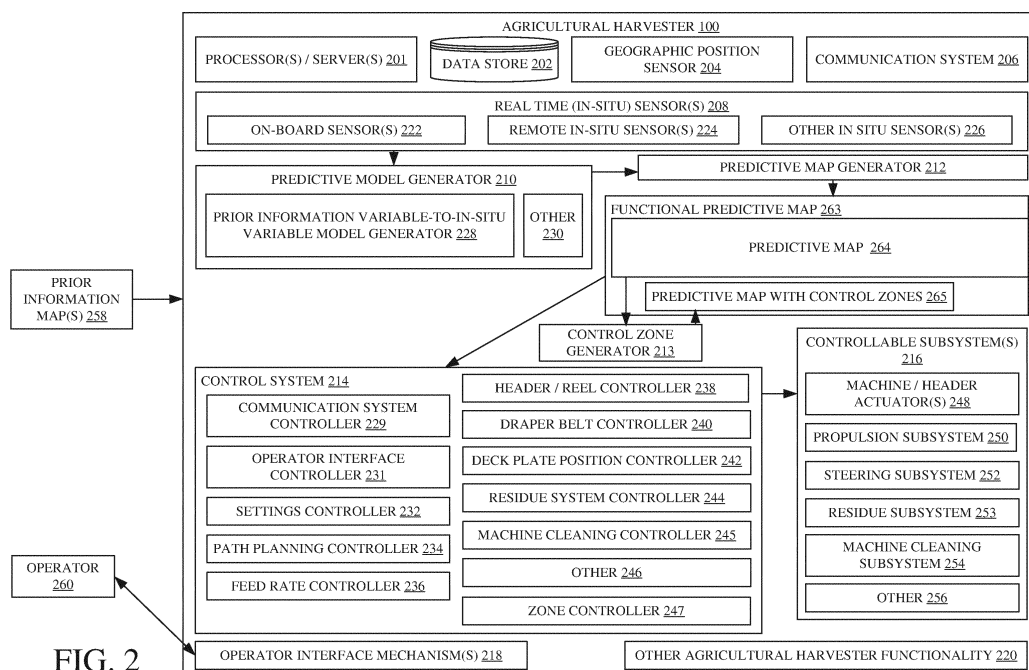 AGRICULTURAL HARVESTER 100
PROCESSOR(S) / SERVER(S) 201
DATA STORE 202
GEOGRAPHIC POSITION
SENSOR 204
COMMUNICATION SYSTEM 206
REAL TIME (IN-SITU) SENSOR(S) 208
ON-BOARD SENSOR(S) 222
REMOTE IN-SITU SENSOR(S) 224
OTHER IN SITU SENSOR(S) 226
PREDICTIVE MODEL GENERATOR 210
PRIOR INFORMATION VARIABLE-TO-IN-SITU
VARIABLE MODEL GENERATOR 228
OTHER
230
PREDICTIVE MAP GENERATOR 212
FUNCTIONAL PREDICTIVE MAP 263
PREDICTIVE MAP 264
PREDICTIVE MAP WITH CONTROL ZONES 265
PRIOR
INFORMATION
MAP(S) 258
CONTROL ZONE
GENERATOR 213
CONTROL SYSTEM 214
COMMUNICATION SYSTEM
CONTROLLER 229
OPERATOR INTERFACE
CONTROLLER 231
SETTINGS CONTROLLER 232
PATH PLANNING CONTROLLER 234
FEED RATE CONTROLLER 236
HEADER / REEL CONTROLLER 238
DRAPER BELT CONTROLLER 240
DECK PLATE POSITION CONTROLLER 242
RESIDUE SYSTEM CONTROLLER 244
MACHINE CLEANING CONTROLLER 245
OTHER 246
ZONE CONTROLLER 247
CONTROLLABLE SUBSYSTEM(S)
216
MACHINE / HEADER
ACTUATOR(S) 248
PROPULSION SUBSYSTEM 250
STEERING SUBSYSTEM 252
RESIDUE SUBSYSTEM 253
MACHINE CLEANING
SUBSYSTEM 254
OTHER 256
OPERATOR
260
FIG. 2
OPERATOR INTERFACE MECHANISM(S) 218
OTHER AGRICULTURAL HARVESTER FUNCTIONALITY 220